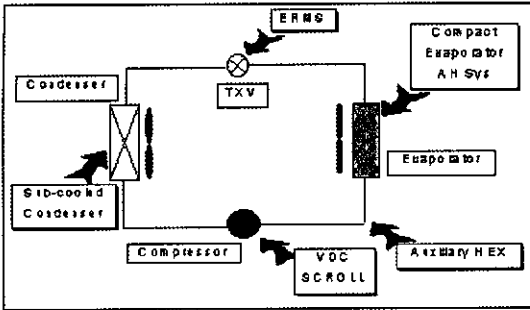 ERMS
Compact
Evaporator
AH Sys
Condenser
TXV
Evaporator
Sub-cooled
Condenser
Compressor
VDC
SCROLL
Auxiliary HEX